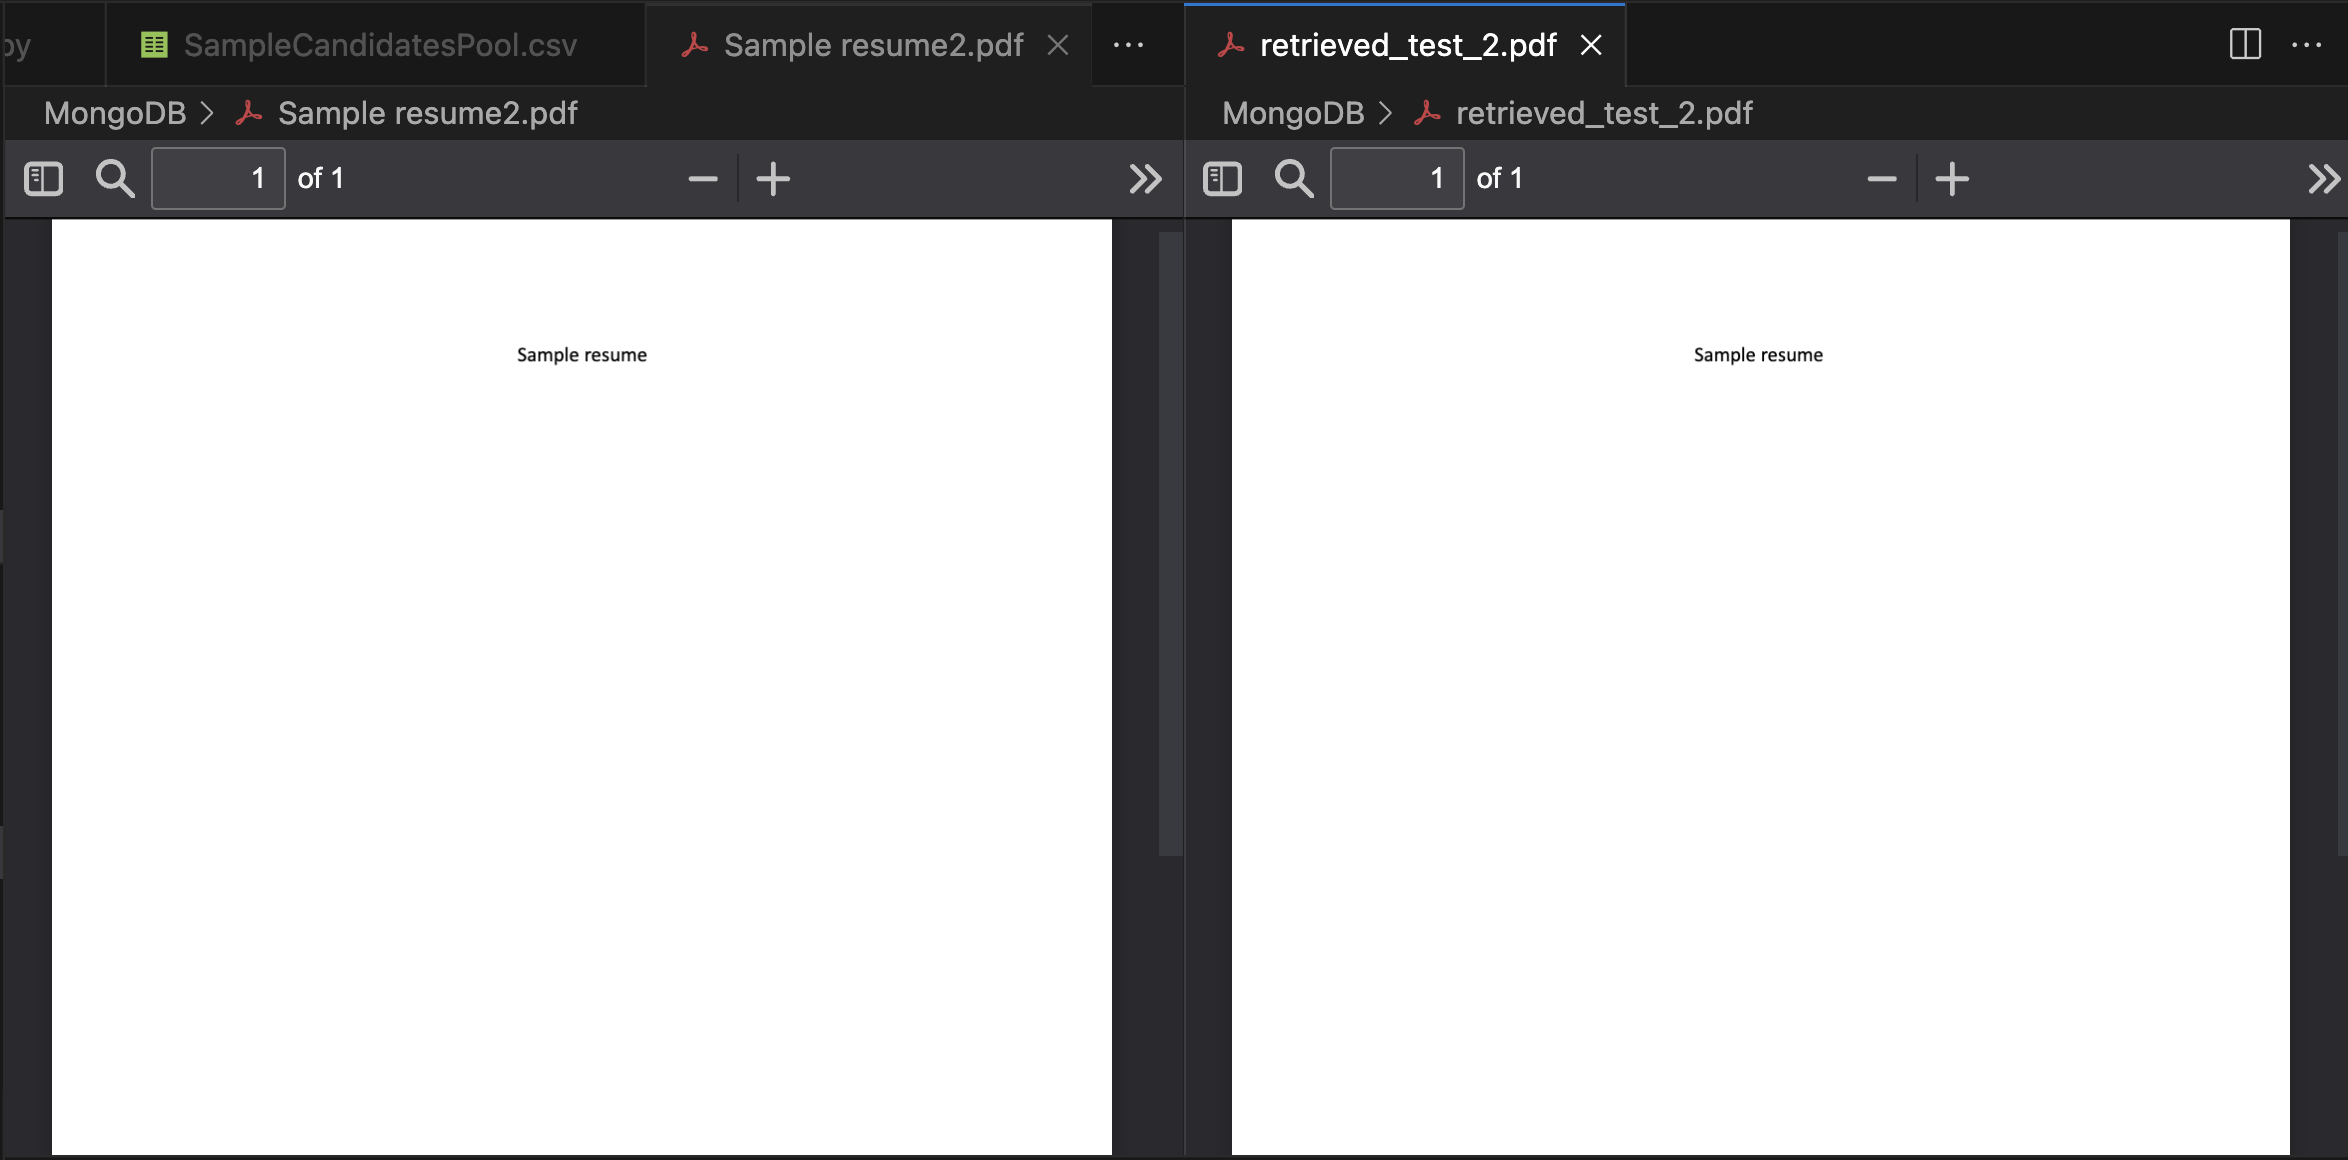 SampleCandidatesPool.csv
Sample resume2.pdf
MongoDB > Sample resume2.pdf
1 of 1
Sample resume
retrieved_test_2.pdf
MongoDB > retrieved_test_2.pdf
1 of 1
Sample resume